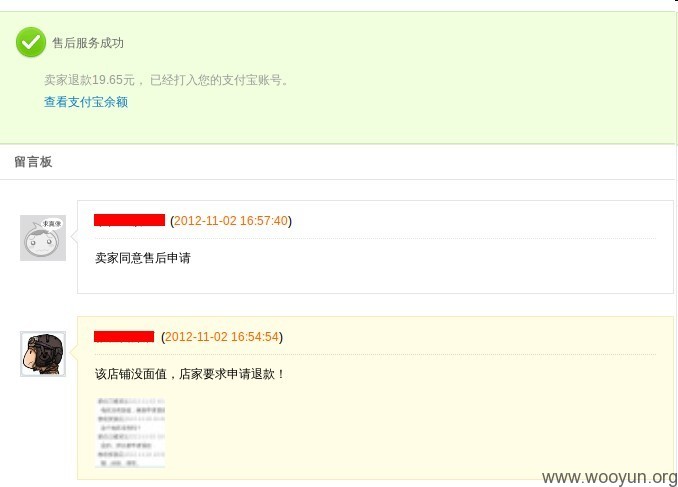 售后服务成功
卖家退款19.65元， 已经打入您的支付宝账号。
查看支付宝余额
留言板
求真像
(2012-11-02 16:57:40)
卖家同意售后申请
(2012-11-02 16:54:54)
该店铺没面值，店家要求申请退款！
www.wooyun.org